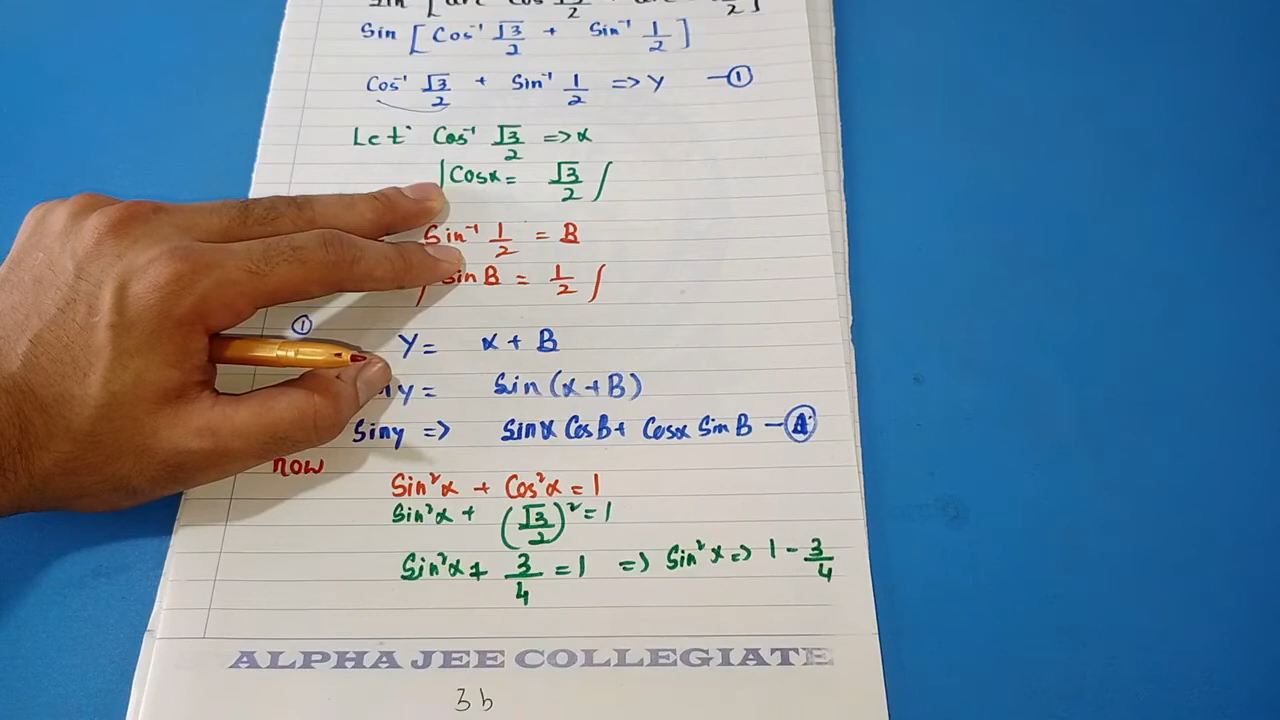 Sin [Cos⁻¹ √3/2 + Sin⁻¹ 1/2]
Cos⁻¹ √3/2 + Sin⁻¹ 1/2 => Y —①
Let Cos⁻¹ √3/2 => α
Cosα = √3/2
Sin⁻¹ 1/2 = B
Sin B = 1/2
① Y = α + B
y = Sin (α + B)
Siny => Sinα CosB + Cosα Sin B —
now
Sin²α + Cos²α = 1
Sin²α + (√3/2)² = 1
Sin²α + 3/4 = 1 => Sin²α => 1 - 3/4
ALPHA JEE COLLEGIATE
3b